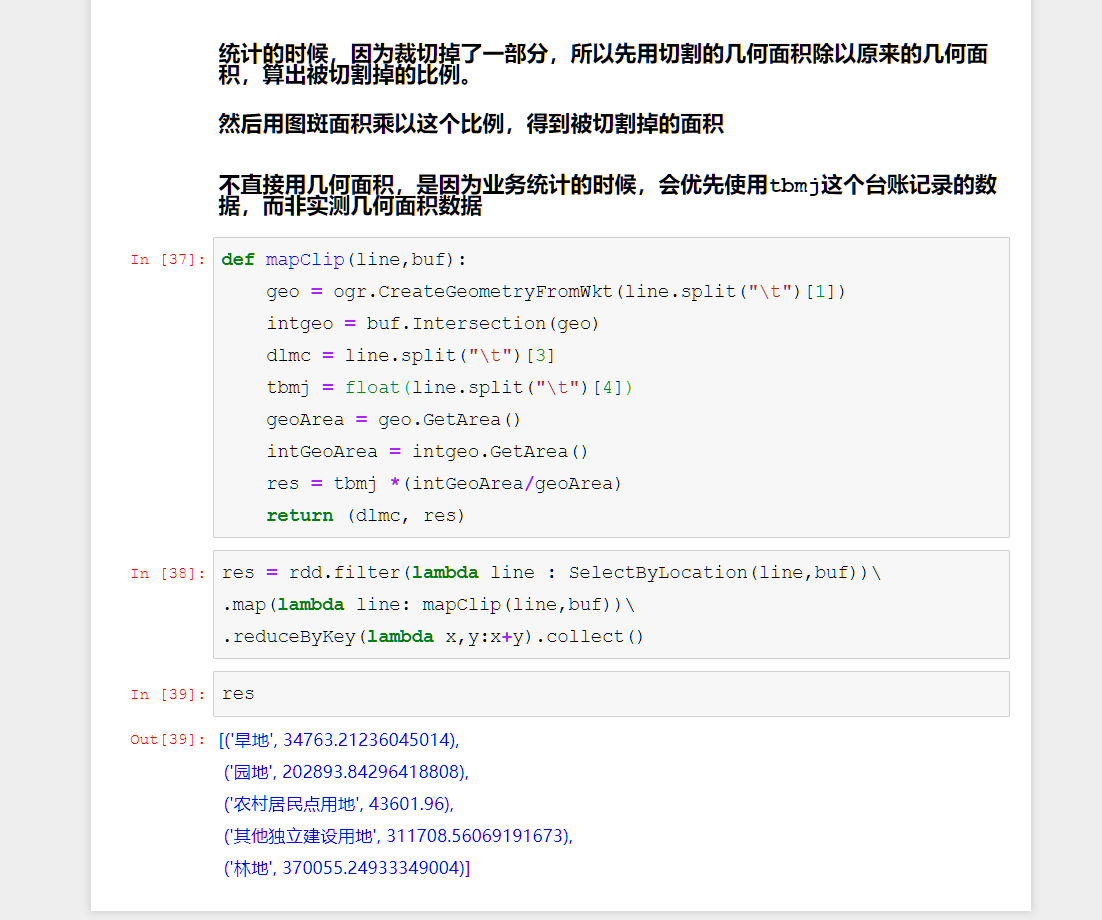 统计的时候，因为裁切掉了一部分，所以先用切割的几何面积除以原来的几何面
积，算出被切割掉的比例。
然后用图斑面积乘以这个比例，得到被切割掉的面积
不直接用几何面积，是因为业务统计的时候，会优先使用tbmj这个台账记录的数
据，而非实测几何面积数据
In [37]: def mapClip(line,buf):
    geo = ogr.CreateGeometryFromWkt(line.split("\t")[1])
    intgeo = buf.Intersection(geo)
    dlmc = line.split("\t")[3]
    tbmj = float(line.split("\t")[4])
    geoArea = geo.GetArea()
    intGeoArea = intgeo.GetArea()
    res = tbmj *(intGeoArea/geoArea)
    return (dlmc, res)
In [38]: res = rdd.filter(lambda line : SelectByLocation(line,buf))\
.map(lambda line: mapClip(line,buf))\
.reduceByKey(lambda x,y:x+y).collect()
In [39]: res
Out[39]: [('旱地', 34763.21236045014),
('园地', 202893.84296418808),
('农村居民点用地', 43601.96),
('其他独立建设用地', 311708.56069191673),
('林地', 370055.24933349004)]